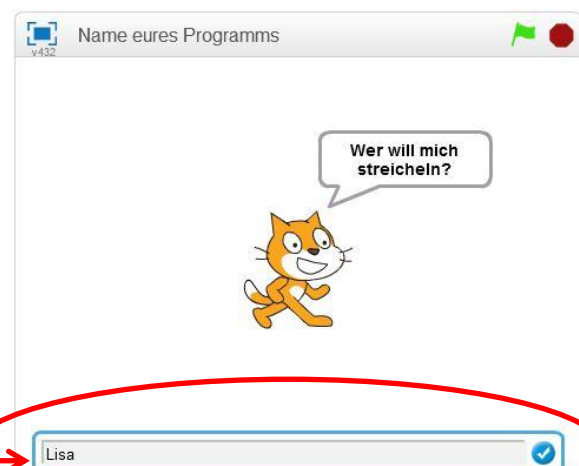 Name eures Programms
v432
Wer will mich
streicheln?
Lisa